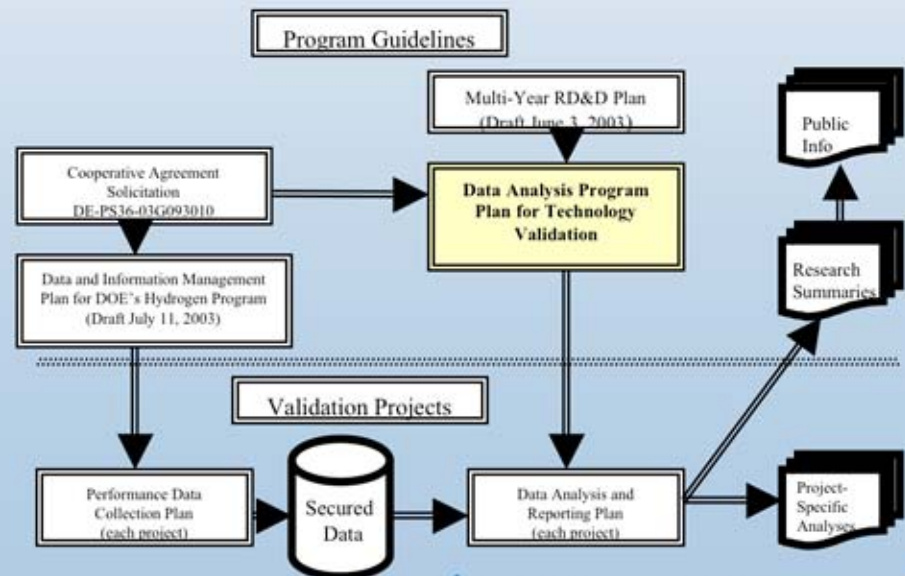 Program Guidelines
Multi-Year RD&D Plan
(Draft June 3, 2003)
Public
Info
Cooperative Agreement
Solicitation
DE-PS36-03G093010
Data Analysis Program
Plan for Technology
Validation
Data and Information Management
Plan for DOE's Hydrogen Program
(Draft July 11, 2003)
Research
Summaries
Validation Projects
Performance Data
Collection Plan
(each project)
Secured
Data
Data Analysis and
Reporting Plan
(each project)
Project-
Specific
Analyses